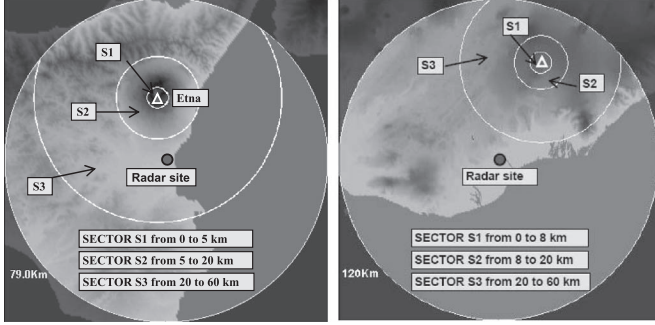 S1
S2
Etna
S3
Radar site
SECTOR S1 from 0 to 5 km
SECTOR S2 from 5 to 20 km
SECTOR S3 from 20 to 60 km
79.0Km
S1
S3
S2
Radar site
SECTOR S1 from 0 to 8 km
SECTOR S2 from 8 to 20 km
SECTOR S3 from 20 to 60 km
120Km